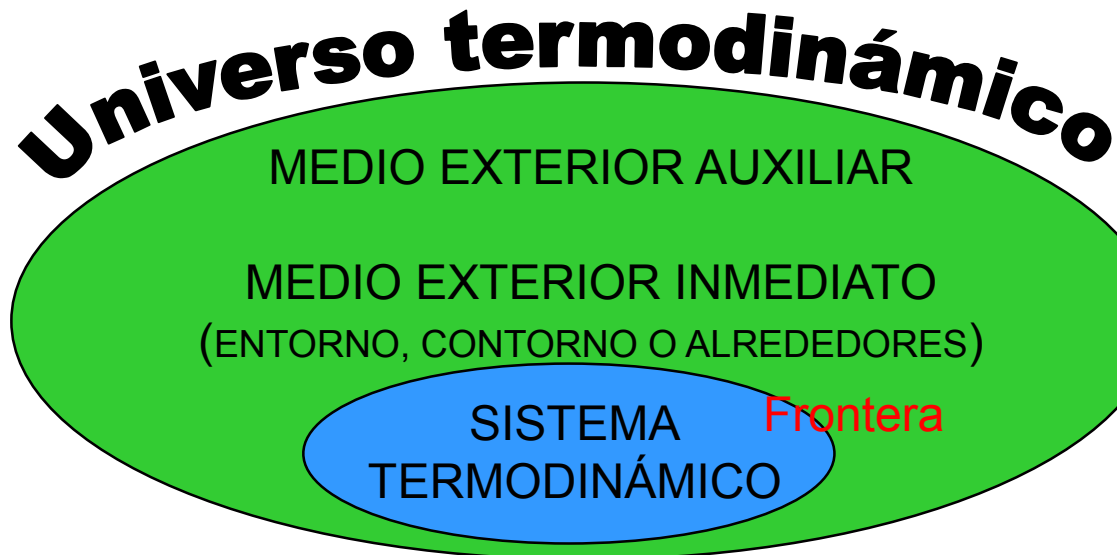 Universo termodinámico
MEDIO EXTERIOR AUXILIAR
MEDIO EXTERIOR INMEDIATO
(ENTORNO, CONTORNO O ALREDEDORES)
Frontera
SISTEMA
TERMODINÁMICO